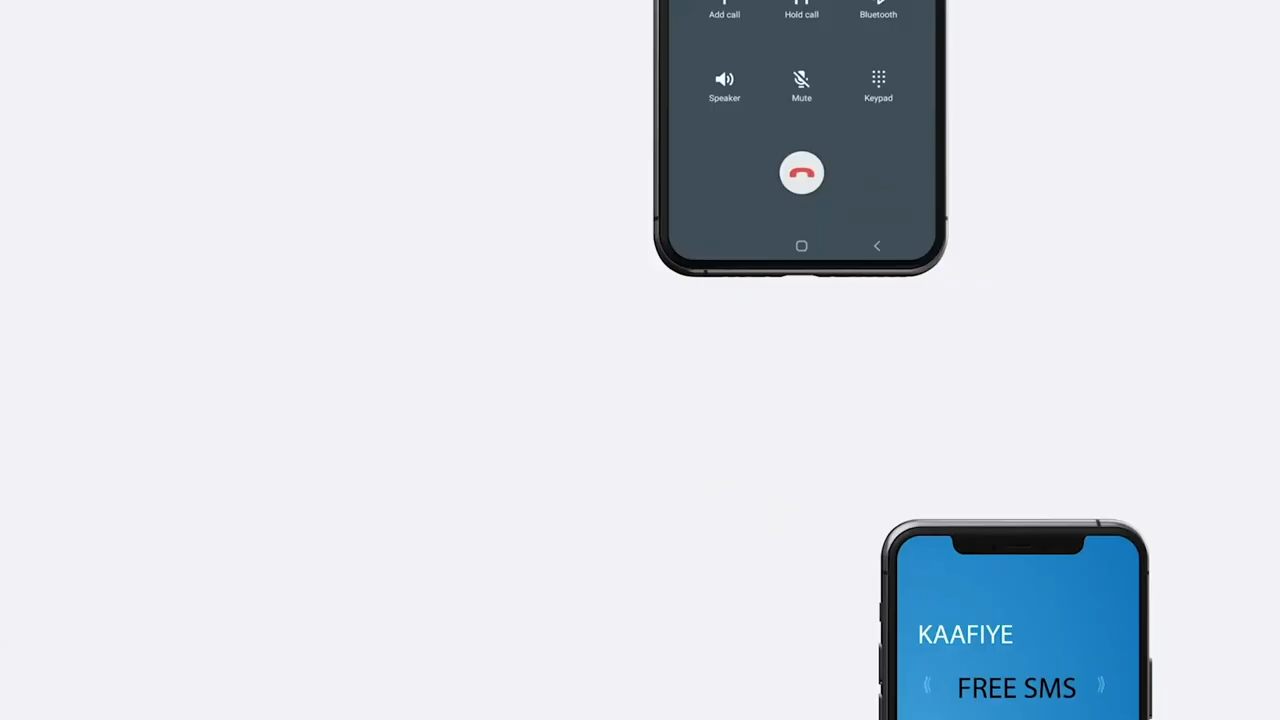 Add call Hold call Bluetooth
Speaker Mute Keypad
KAAFIYE
FREE SMS